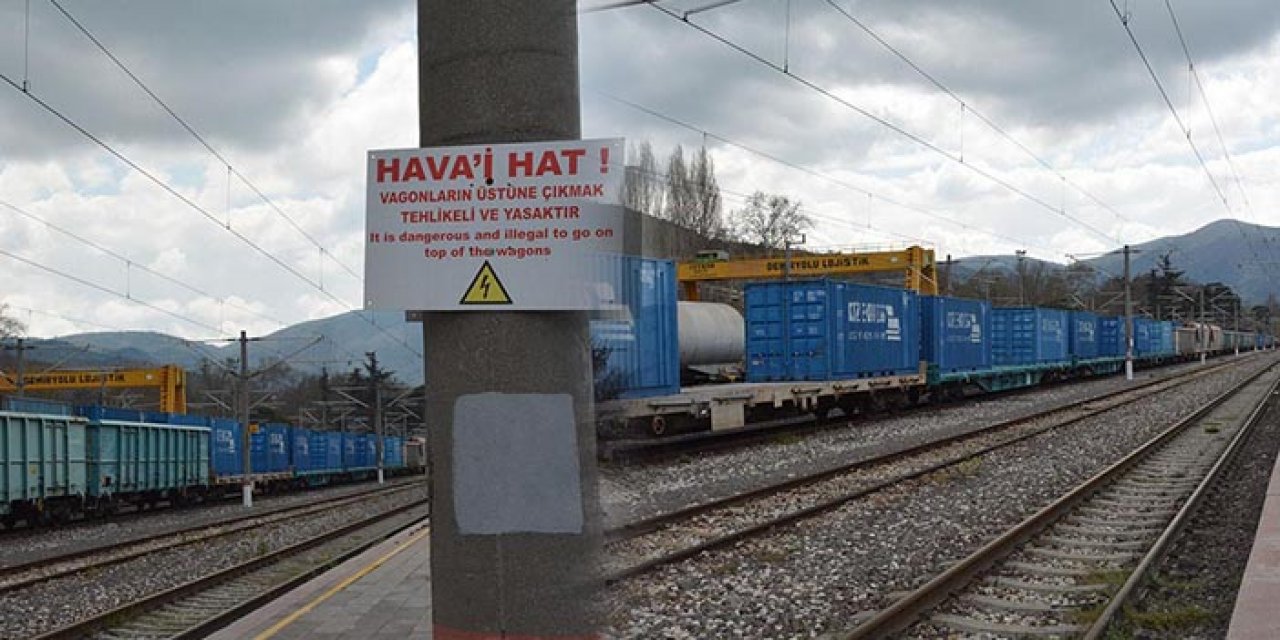 HAVA'İ HAT !
VAGONLARIN ÜSTÜNE ÇIKMAK
TEHLİKELİ VE YASAKTIR
It is dangerous and illegal to go on
top of the wagons
DEMİRYOLU LOJİSTİK
DEMİRYOLU LOJİSTİK